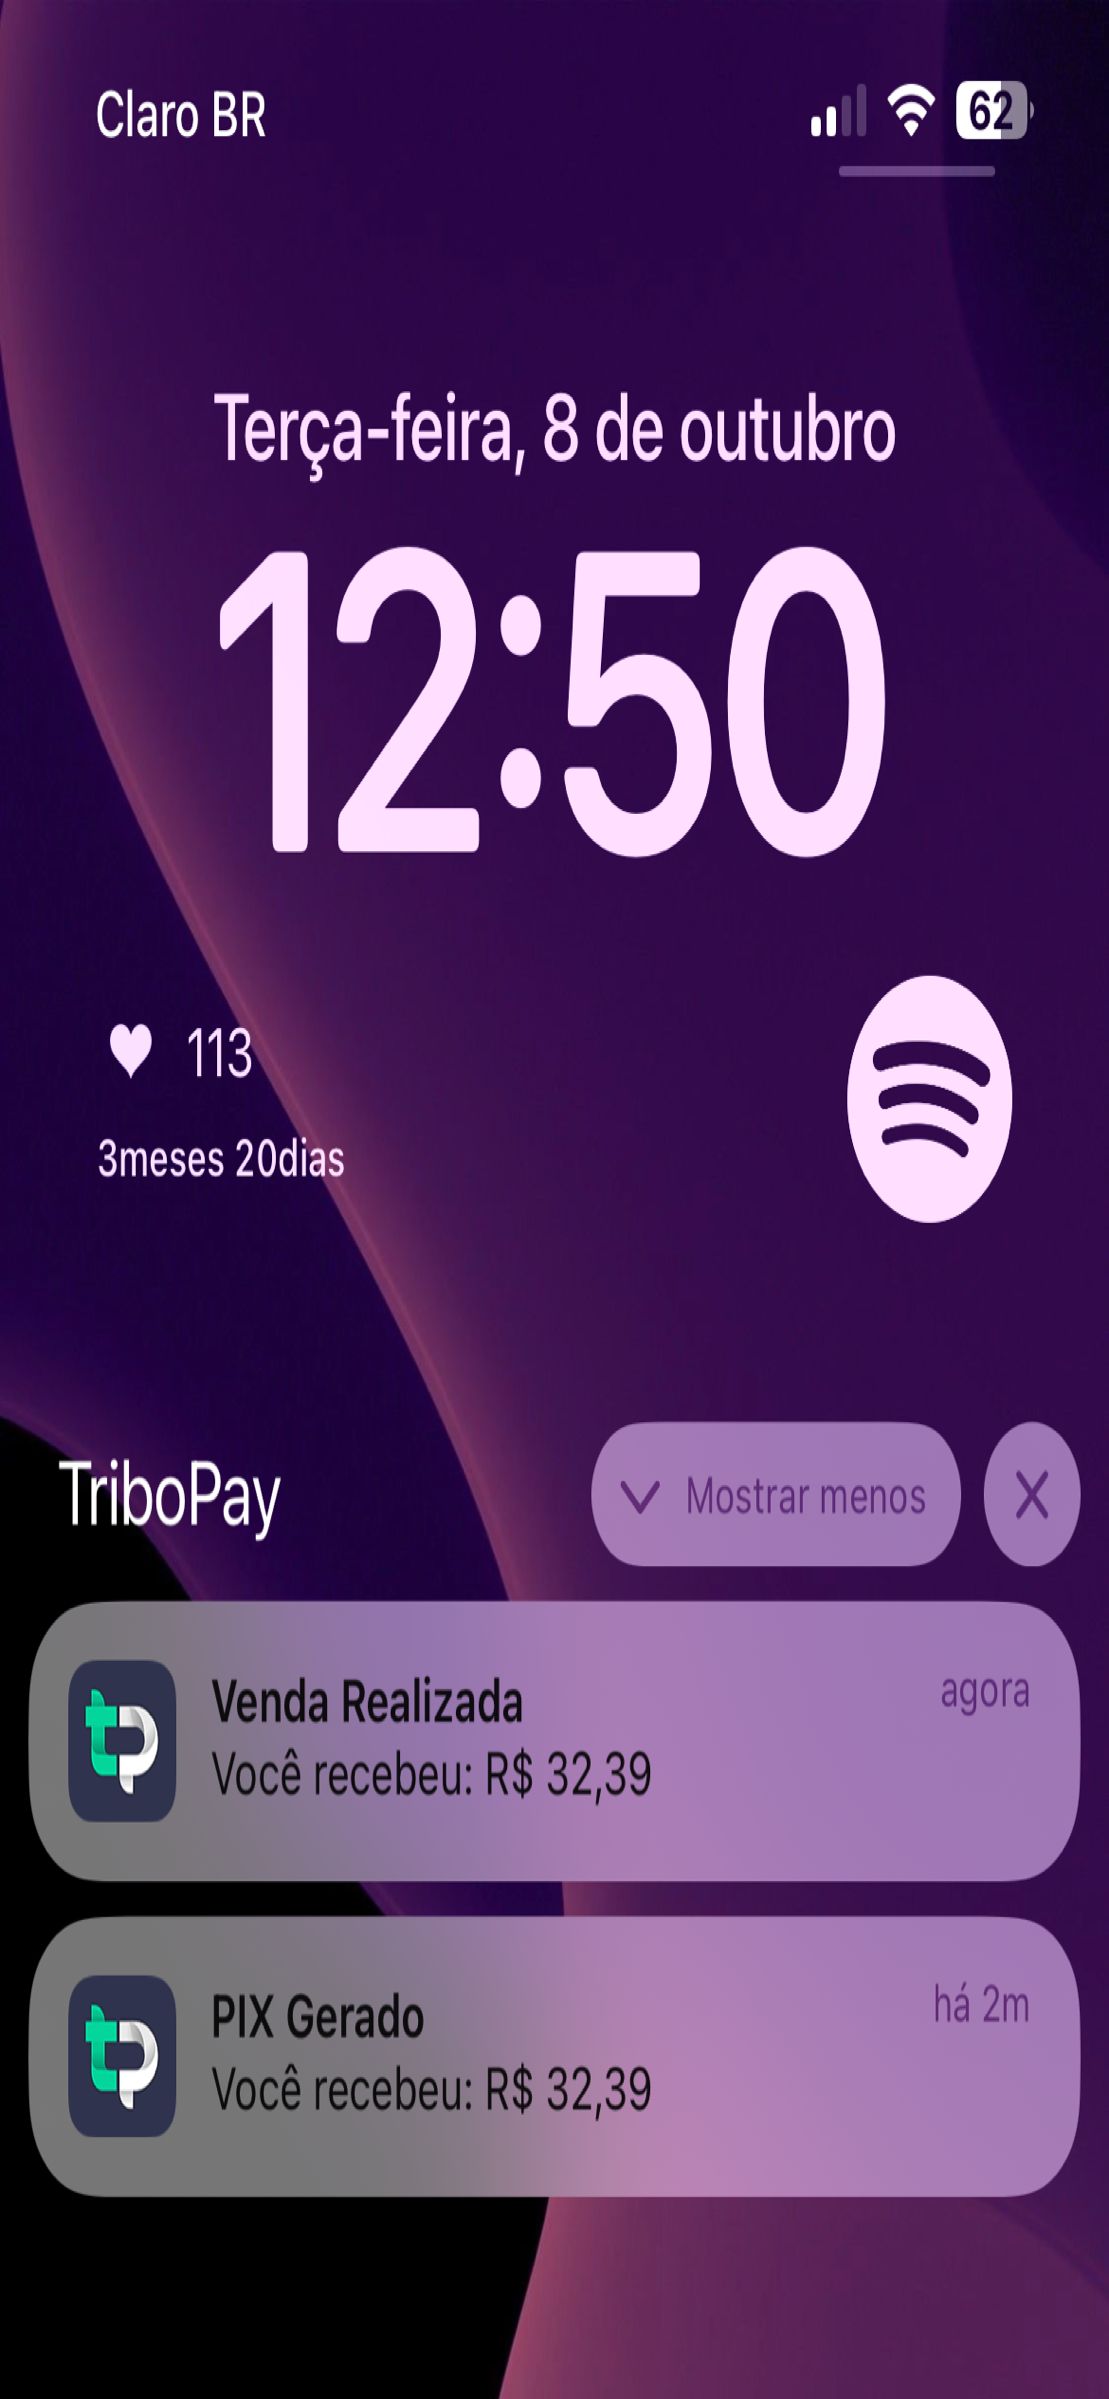 Claro BR
62
Terça-feira, 8 de outubro
12:50
113
3meses 20dias
TriboPay
Mostrar menos
Venda Realizada
agora
Você recebeu: R$ 32,39
PIX Gerado
há 2m
Você recebeu: R$ 32,39